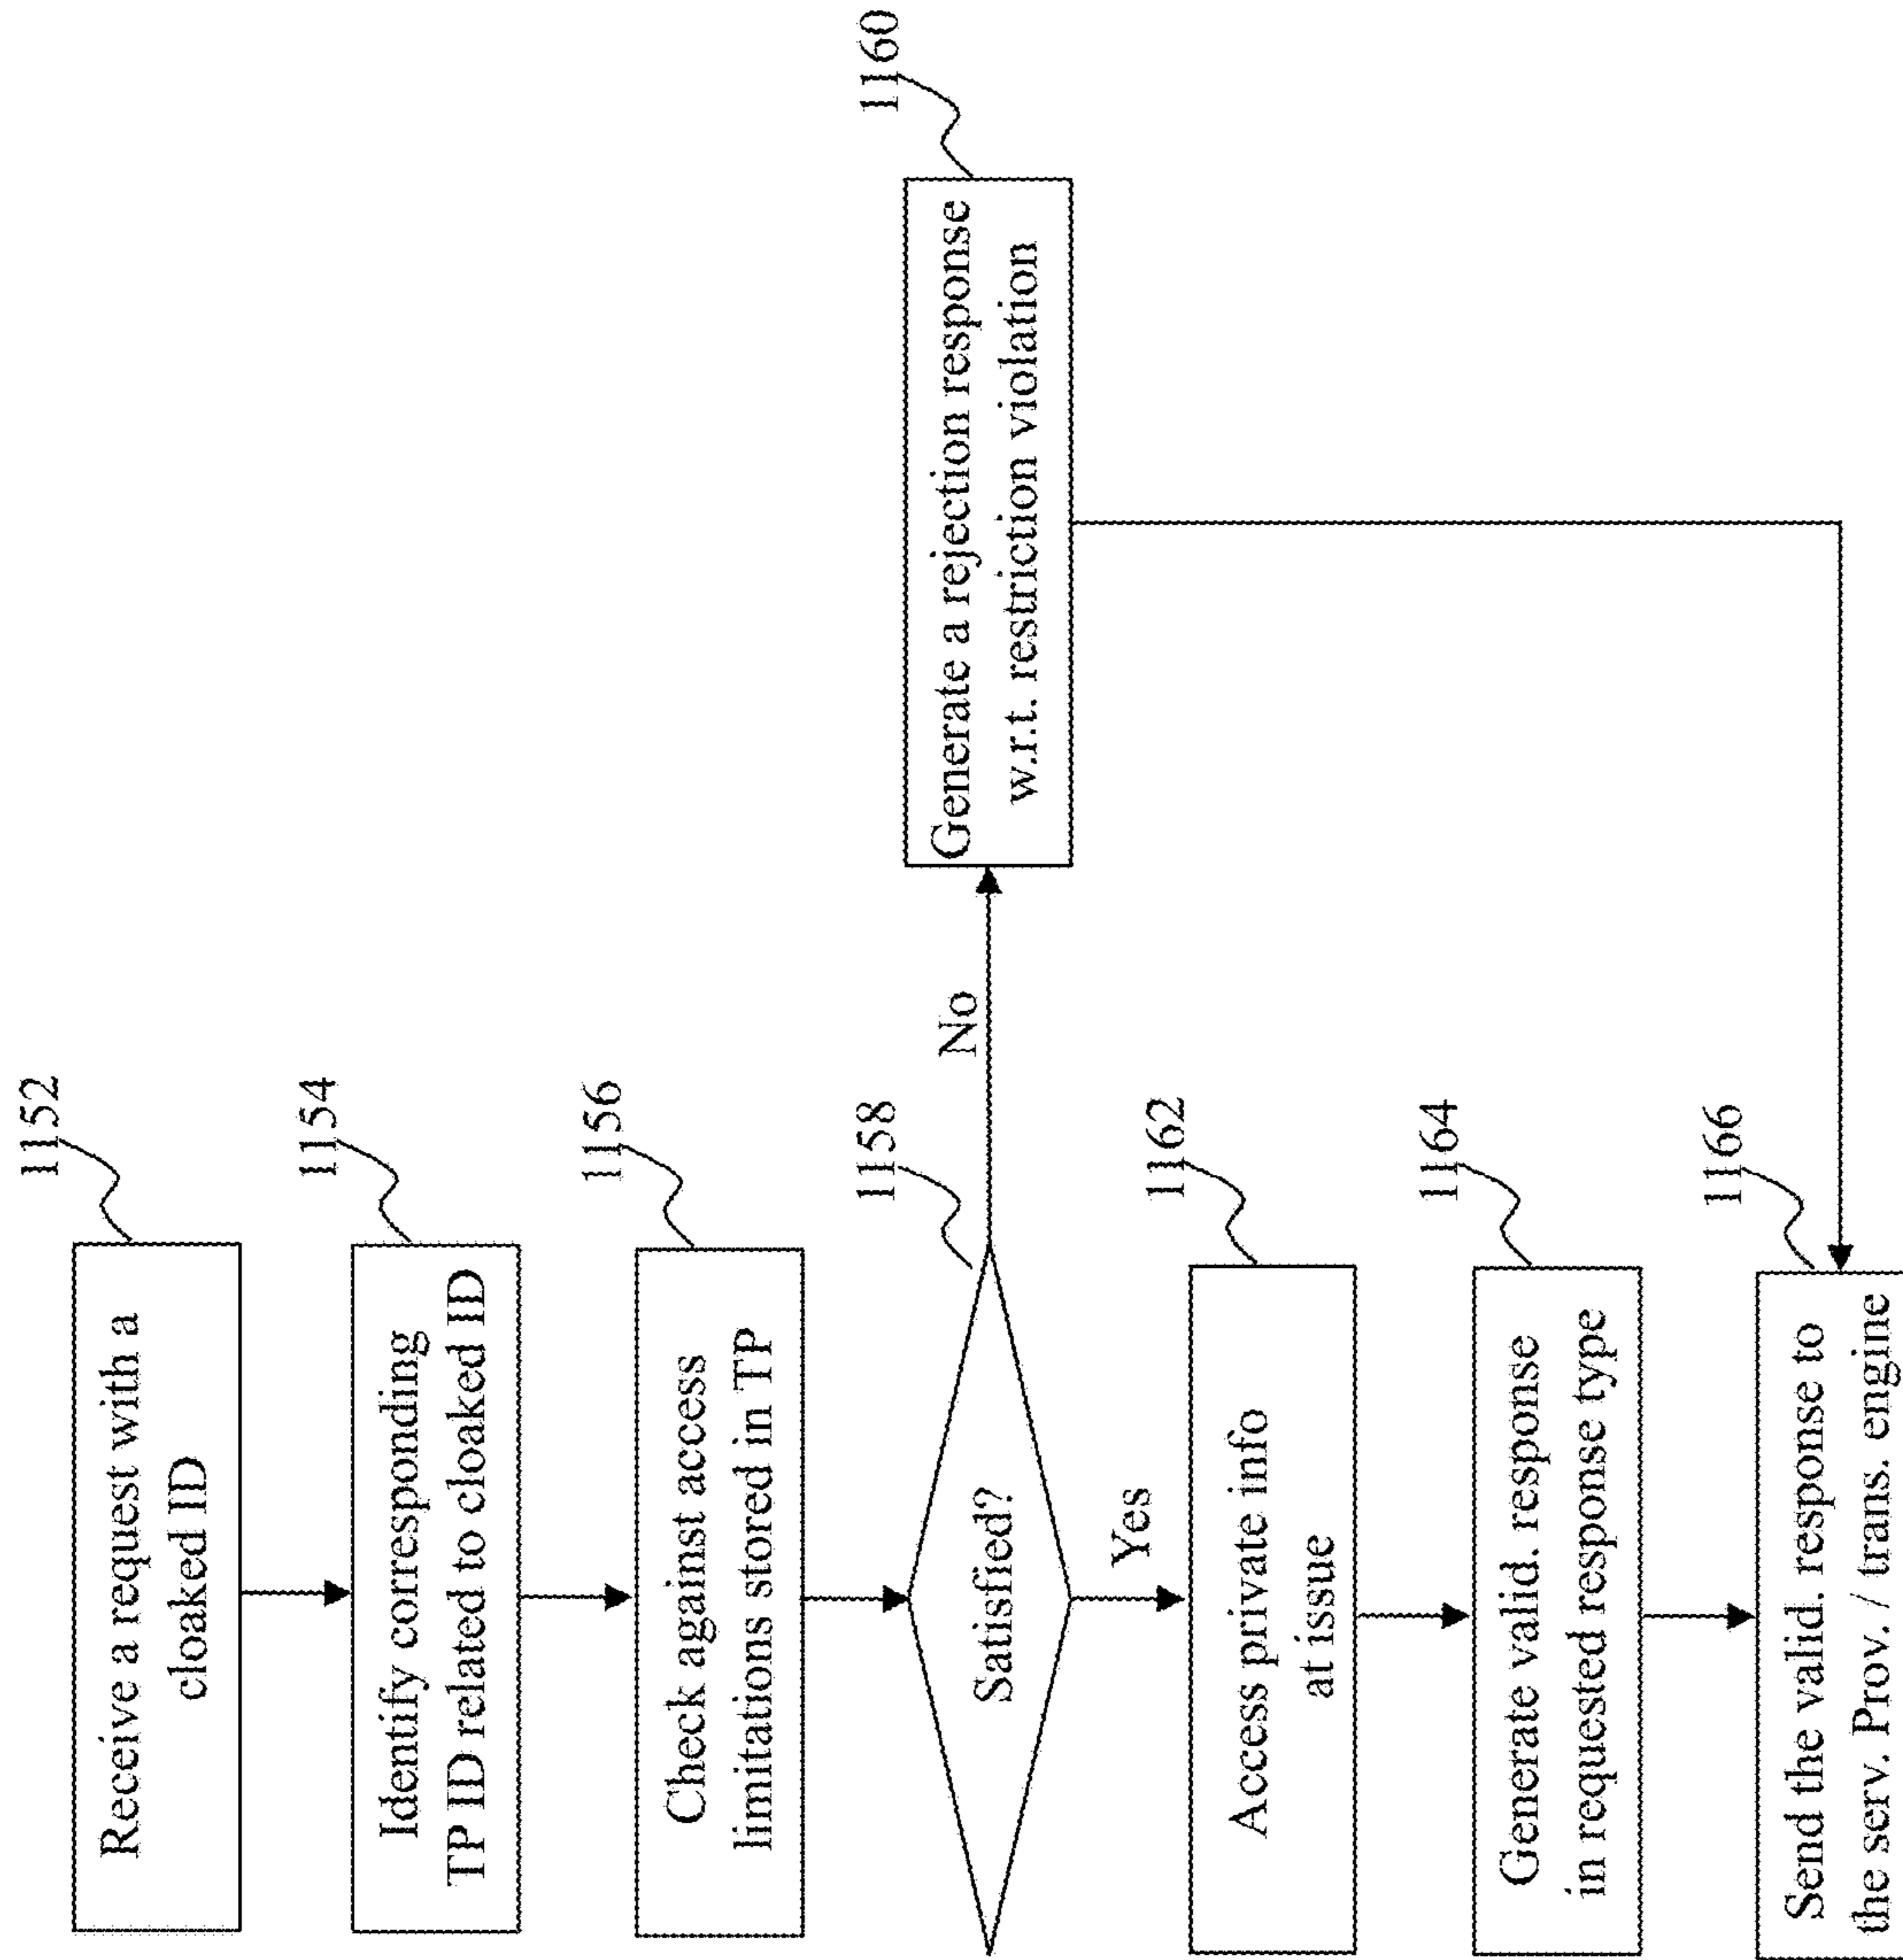 1152
Receive a request with a
cloaked ID
1154
Identify corresponding
TP ID related to cloaked ID
1156
Check against access
limitations stored in TP
1158
Satisfied?
No
1160
Generate a rejection response
w.r.t. restriction violation
Yes
1162
Access private info
at issue
1164
Generate valid. response
in requested response type
1166
Send the valid. response to
the serv. Prov. / trans. engine